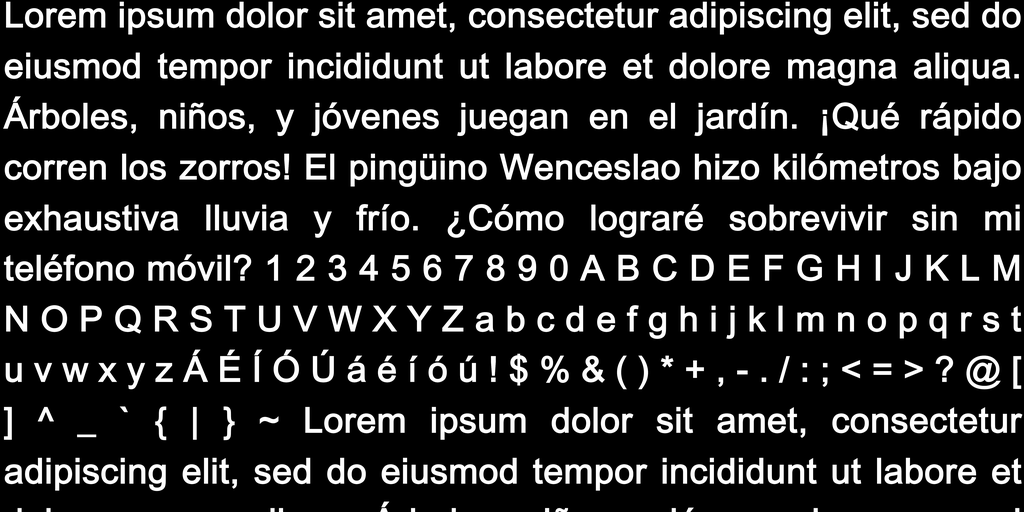 Lorem ipsum dolor sit amet, consectetur adipiscing elit, sed do
eiusmod tempor incididunt ut labore et dolore magna aliqua.
Árboles, niños, y jóvenes juegan en el jardín. ¡Qué rápido
corren los zorros! El pingüino Wenceslao hizo kilómetros bajo
exhaustiva lluvia y frío. ¿Cómo lograré sobrevivir sin mi
teléfono móvil? 1 2 3 4 5 6 7 8 9 0 A B C D E F G H I J K L M
N O P Q R S T U V W X Y Z a b c d e f g h i j k l m n o p q r s t
u v w x y z Á É Í Ó Ú á é í ó ú ! $ % & ( ) * + , - . / : ; < = > ? @ [
] ^ _ ` { | } ~ Lorem ipsum dolor sit amet, consectetur
adipiscing elit, sed do eiusmod tempor incididunt ut labore et